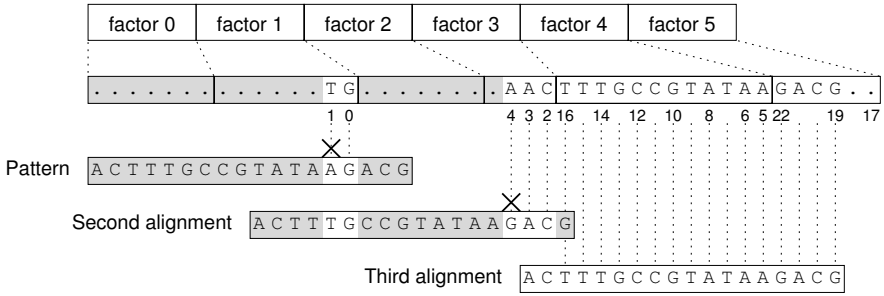 factor 0 factor 1 factor 2 factor 3 factor 4 factor 5
. . . . . . . . . . . . . T G . . . . . . . . A A C T T T G C C G T A T A A G A C G . .
1 0 4 3 2 16 14 12 10 8 6 5 22 19 17
Pattern A C T T T G C C G T A T A A G A C G
Second alignment A C T T T G C C G T A T A A G A C G
Third alignment A C T T T G C C G T A T A A G A C G